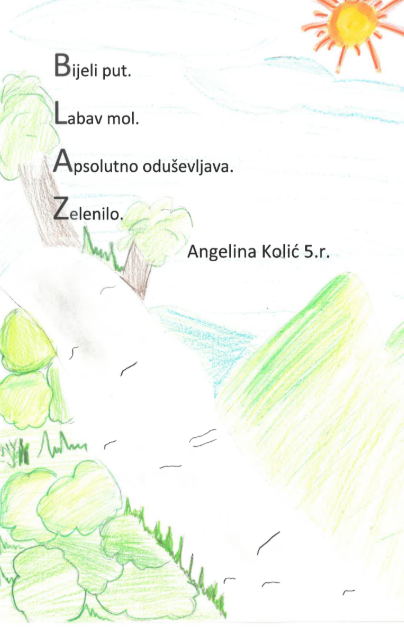 Bijeli put.
Labav mol.
Apsolutno oduševljava.
Zelenilo.
Angelina Kolić 5.r.